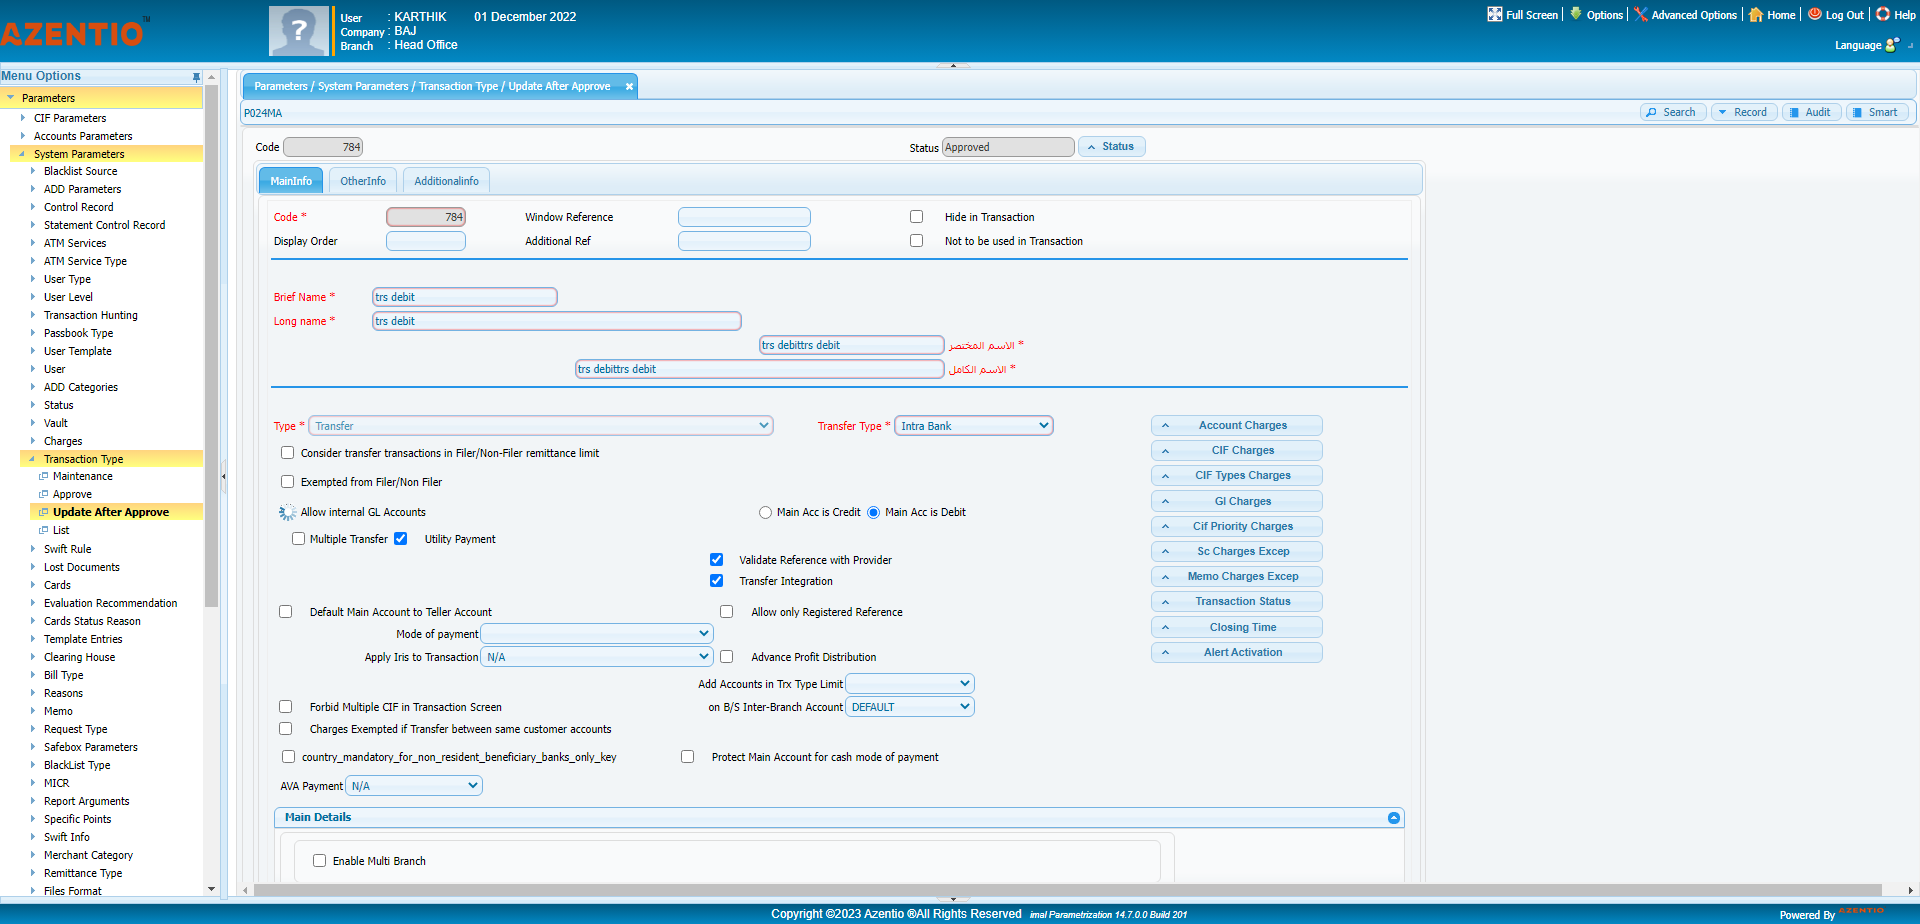 AZENTIO™
User : KARTHIK 01 December 2022
Company : BAJ
Branch : Head Office
Full Screen Options Advanced Options Home Log Out Help
Language
Menu Options
Parameters
CIF Parameters
Accounts Parameters
System Parameters
Blacklist Source
ADD Parameters
Control Record
Statement Control Record
ATM Services
ATM Service Type
User Type
User Level
Transaction Hunting
Passbook Type
User Template
User
ADD Categories
Status
Vault
Charges
Transaction Type
Maintenance
Approve
Update After Approve
List
Swift Rule
Lost Documents
Cards
Evaluation Recommendation
Cards Status Reason
Template Entries
Clearing House
Bill Type
Reasons
Memo
Request Type
Safebox Parameters
BlackList Type
MICR
Report Arguments
Specific Points
Swift Info
Merchant Category
Remittance Type
Files Format
Parameters / System Parameters / Transaction Type / Update After Approve
P024MA Search Record Audit Smart
Code 784 Status Approved Status
MainInfo OtherInfo Additionalinfo
Code * 784 Window Reference Hide in Transaction
Display Order Additional Ref Not to be used in Transaction
Brief Name * trs debit
Long name * trs debit
trs debittrs debit الاسم المختصر *
trs debittrs debit الاسم الكامل *
Type * Transfer Transfer Type * Intra Bank
Consider transfer transactions in Filer/Non-Filer remittance limit
Exempted from Filer/Non Filer
Allow internal GL Accounts Main Acc is Credit Main Acc is Debit
Multiple Transfer Utility Payment
Validate Reference with Provider
Transfer Integration
Default Main Account to Teller Account Allow only Registered Reference
Mode of payment
Apply Iris to Transaction N/A Advance Profit Distribution
Add Accounts in Trx Type Limit
Forbid Multiple CIF in Transaction Screen on B/S Inter-Branch Account DEFAULT
Charges Exempted if Transfer between same customer accounts
country_mandatory_for_non_resident_beneficiary_banks_only_key Protect Main Account for cash mode of payment
AVA Payment N/A
Account Charges
CIF Charges
CIF Types Charges
Gl Charges
Cif Priority Charges
Sc Charges Excep
Memo Charges Excep
Transaction Status
Closing Time
Alert Activation
Main Details
Enable Multi Branch
Copyright ©2023 Azentio ®All Rights Reserved imal Parametrization 14.7.0.0 Build 201
Powered By AZENTIO